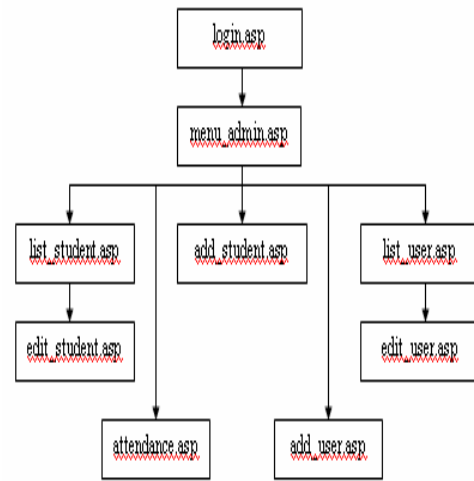 login.asp
menu_admin.asp
list_student.asp
add_student.asp
list_user.asp
edit_student.asp
edit_user.asp
attendance.asp
add_user.asp